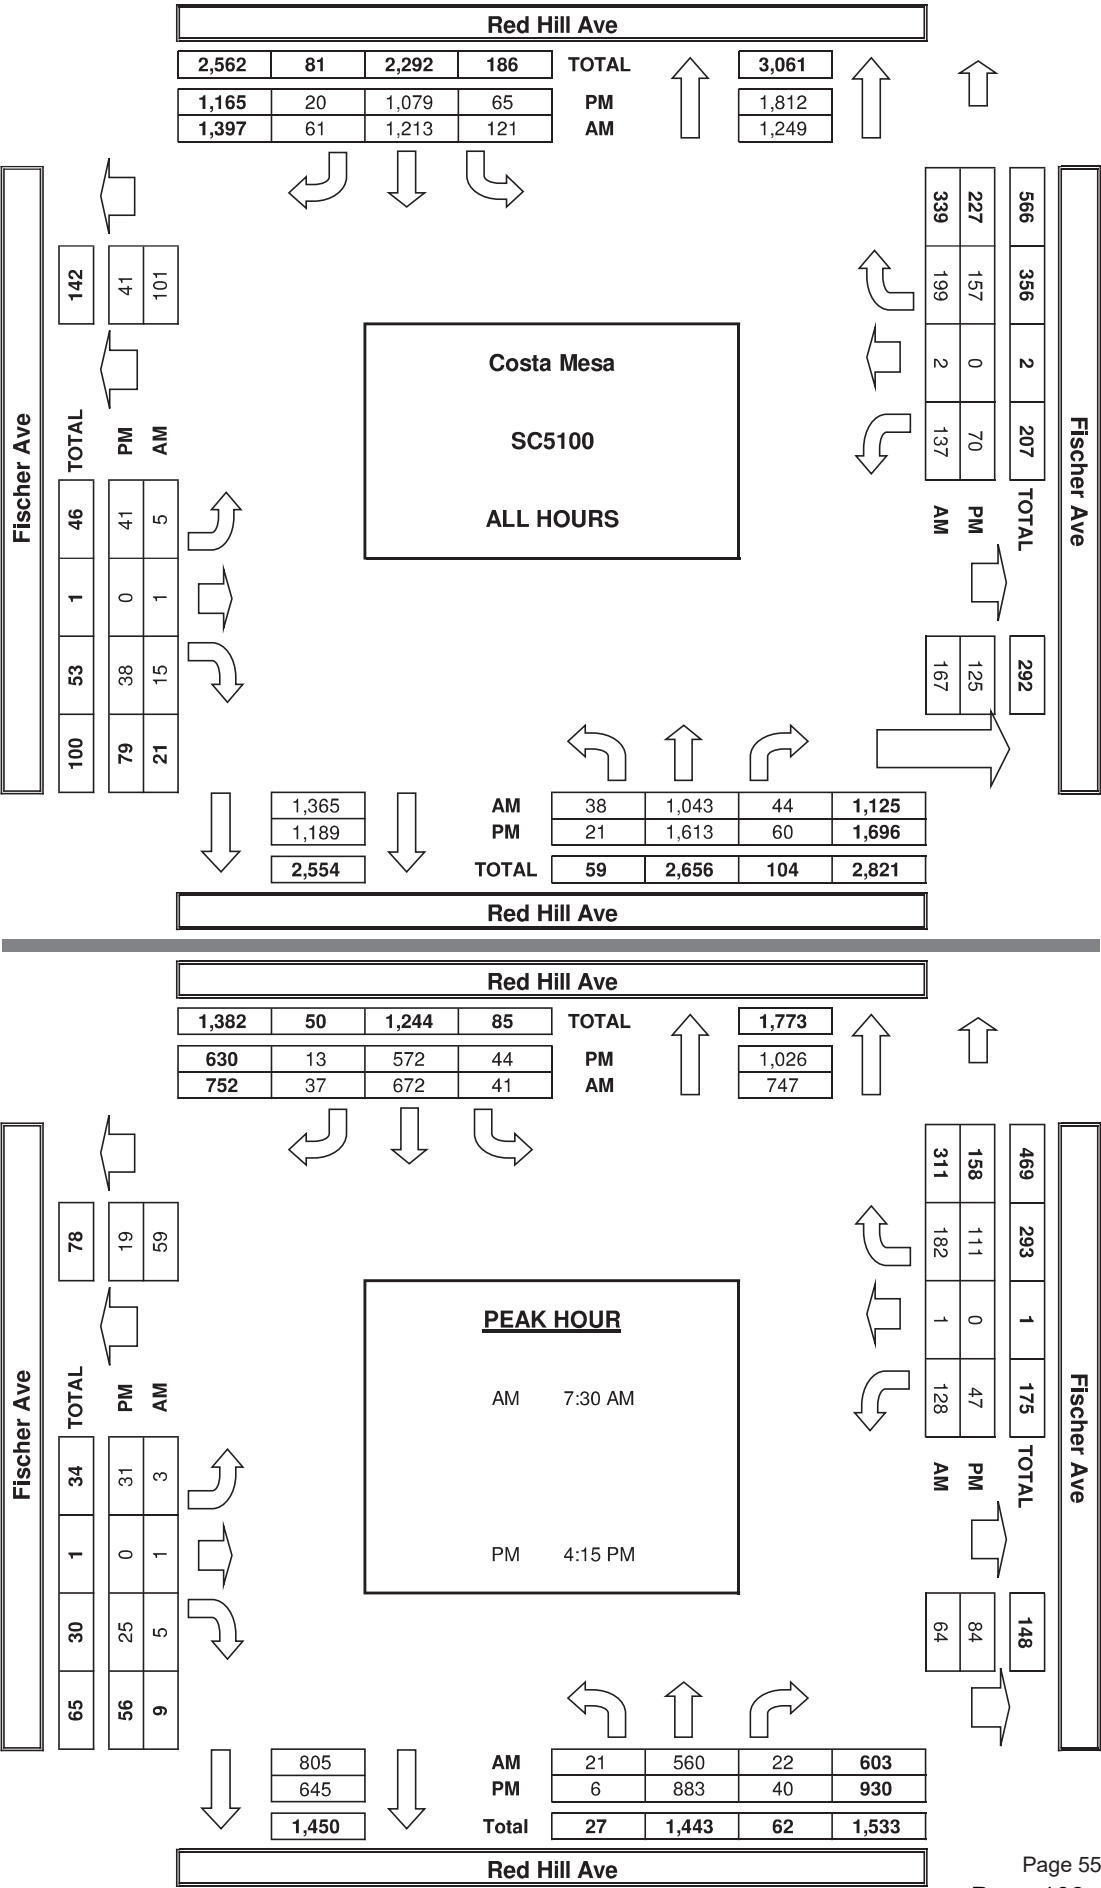 Red Hill Ave
2,562 81 2,292 186 TOTAL 3,061
1,165 20 1,079 65 PM 1,812
1,397 61 1,213 121 AM 1,249
Fischer Ave
142 41 101
TOTAL PM AM
46 41 5
1 0 1
53 38 15
100 79 21
Costa Mesa
SC5100
ALL HOURS
339 227 566
199 157 356
2 0 2
137 70 207
AM PM TOTAL
167 125 292
Fischer Ave
1,365 AM 38 1,043 44 1,125
1,189 PM 21 1,613 60 1,696
2,554 TOTAL 59 2,656 104 2,821
Red Hill Ave
Red Hill Ave
1,382 50 1,244 85 TOTAL 1,773
630 13 572 44 PM 1,026
752 37 672 41 AM 747
Fischer Ave
78 19 59
TOTAL PM AM
34 31 3
1 0 1
30 25 5
65 56 9
PEAK HOUR
AM 7:30 AM
PM 4:15 PM
311 158 469
182 111 293
1 0 1
128 47 175
AM PM TOTAL
64 84 148
Fischer Ave
805 AM 21 560 22 603
645 PM 6 883 40 930
1,450 Total 27 1,443 62 1,533
Red Hill Ave
Page 55